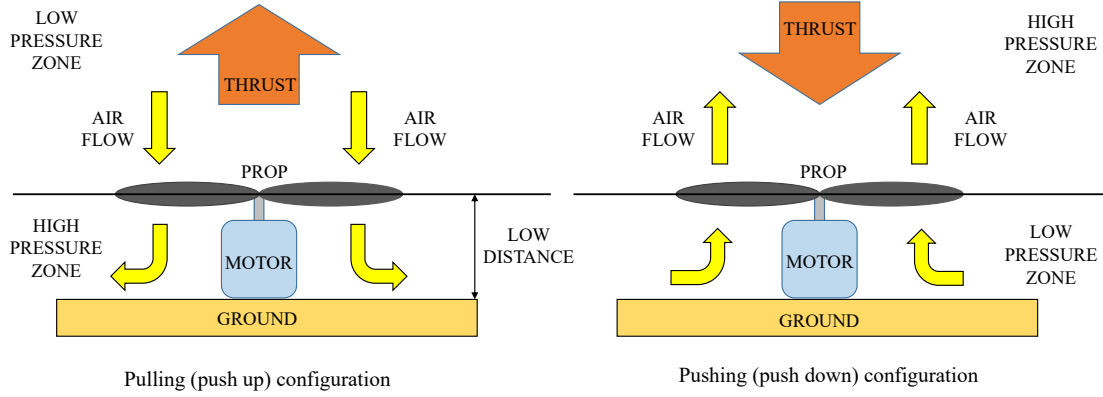 LOW
PRESSURE
ZONE
THRUST
AIR
FLOW
AIR
FLOW
PROP
HIGH
PRESSURE
ZONE
MOTOR
LOW
DISTANCE
GROUND
Pulling (push up) configuration
THRUST
HIGH
PRESSURE
ZONE
AIR
FLOW
AIR
FLOW
PROP
MOTOR
LOW
PRESSURE
ZONE
GROUND
Pushing (push down) configuration